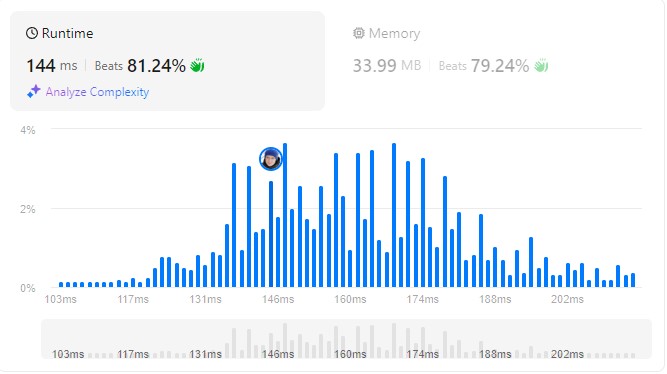 Runtime
144 ms | Beats 81.24%
Analyze Complexity
Memory
33.99 MB | Beats 79.24%
4%
2%
0%
103ms 117ms 131ms 146ms 160ms 174ms 188ms 202ms
103ms 117ms 131ms 146ms 160ms 174ms 188ms 202ms